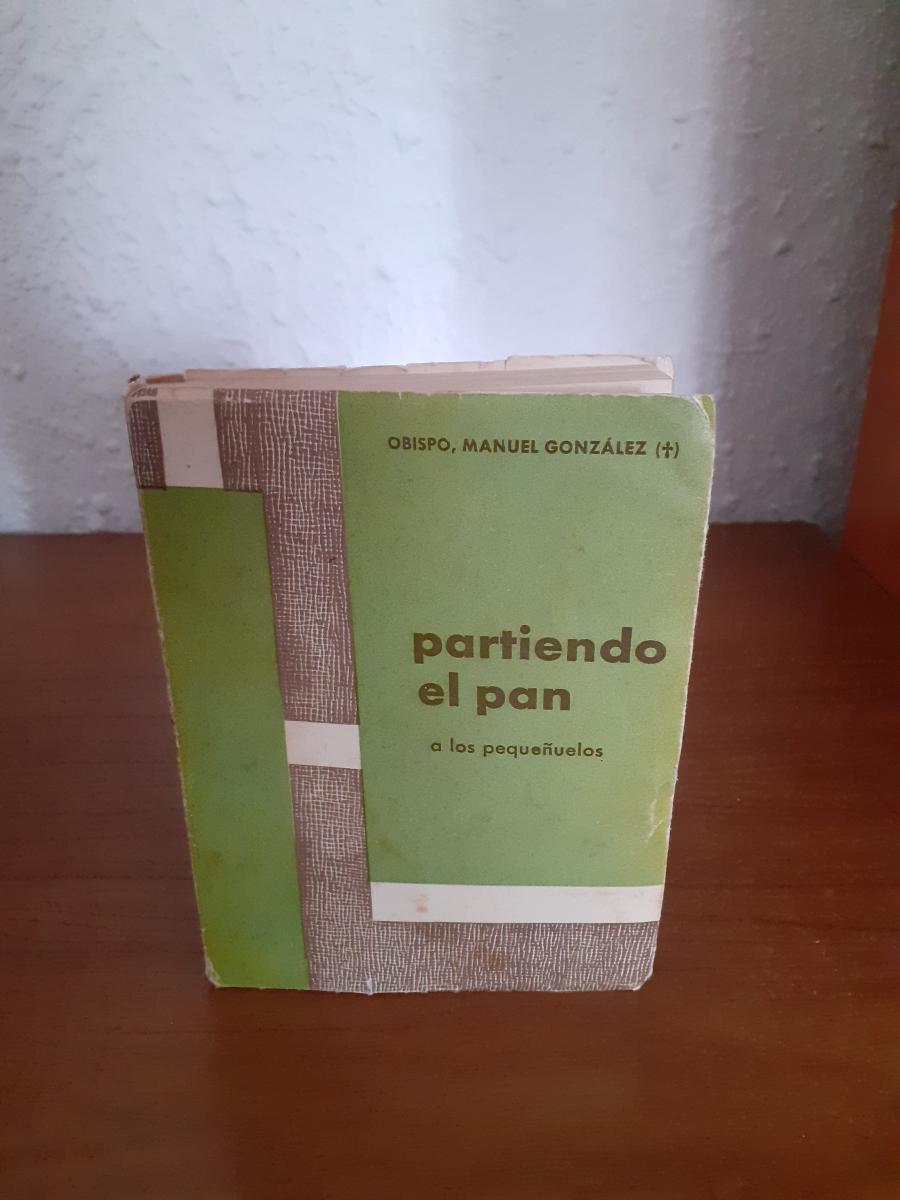 OBISPO, MANUEL GONZÁLEZ (✝)
partiendo
el pan
a los pequeñuelos